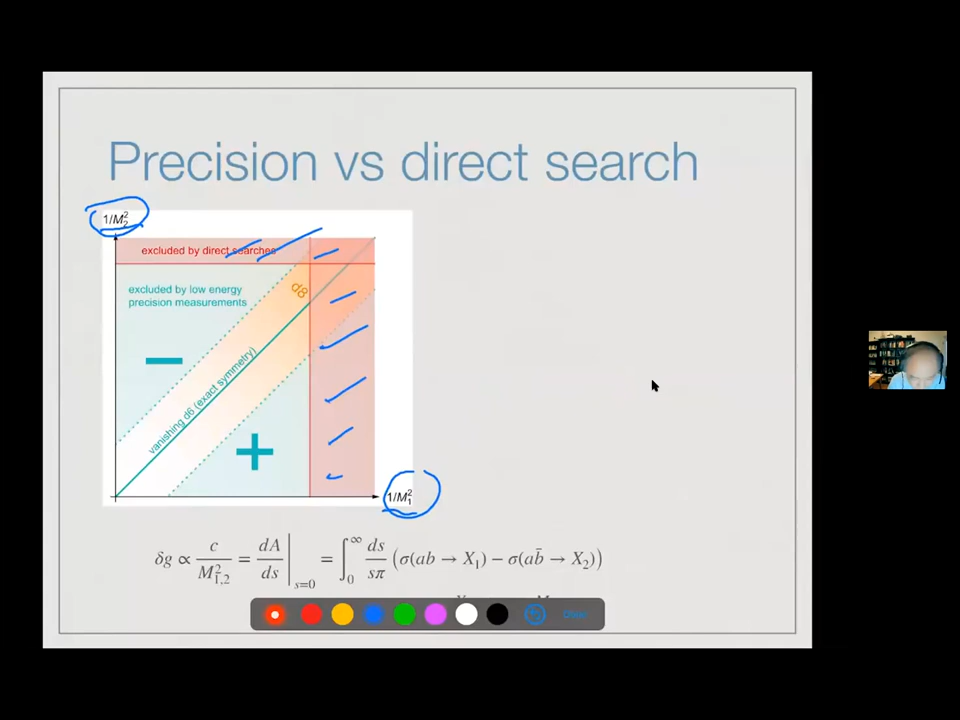 Precision vs direct search
1/M₂²
excluded by direct searches
excluded by low energy
precision measurements
d8
vanishing d6 (exact symmetry)
−
+
1/M₁²
δg ∝ c/M²₁,₂ = dA/ds|ₛ₌₀ = ∫₀^∞ ds/sπ (σ(ab → X₁) − σ(ab̄ → X₂))